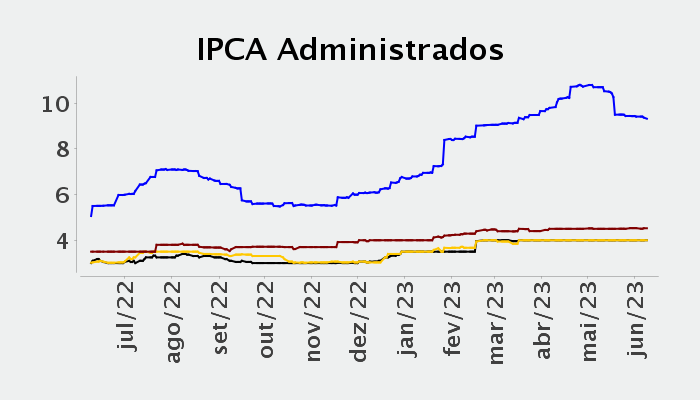 IPCA Administrados
10
8
6
4
jul/22
ago/22
set/22
out/22
nov/22
dez/22
jan/23
fev/23
mar/23
abr/23
mai/23
jun/23